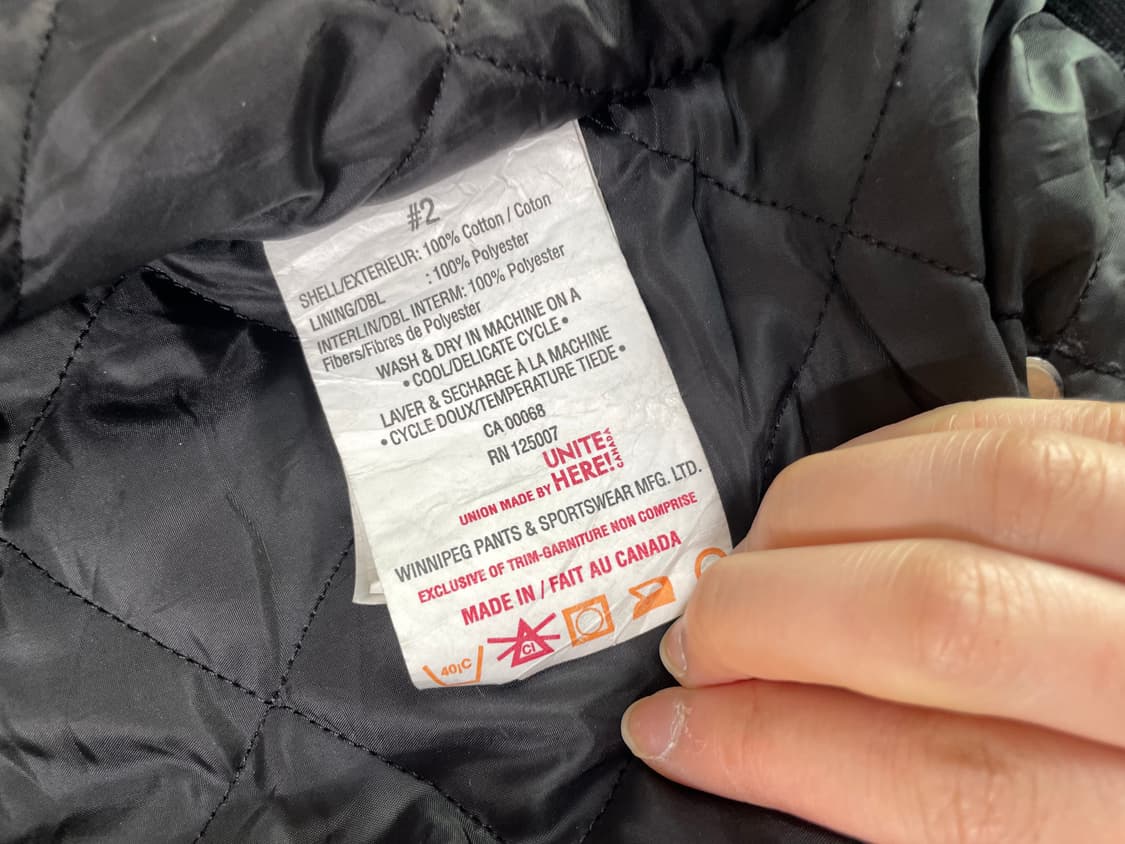 #2
SHELL/EXTERIEUR: 100% Cotton / Coton
LINING/DBL : 100% Polyester
INTERLIN/DBL INTERM: 100% Polyester
Fibers/Fibres de Polyester
WASH & DRY IN MACHINE ON A
• COOL/DELICATE CYCLE •
LAVER & SECHARGE À LA MACHINE
• CYCLE DOUX/TEMPERATURE TIEDE •
CA 00068
RN 125007
UNION MADE BY UNITE HERE! CANADA
WINNIPEG PANTS & SPORTSWEAR MFG. LTD.
EXCLUSIVE OF TRIM-GARNITURE NON COMPRISE
MADE IN / FAIT AU CANADA
40¡C Cl